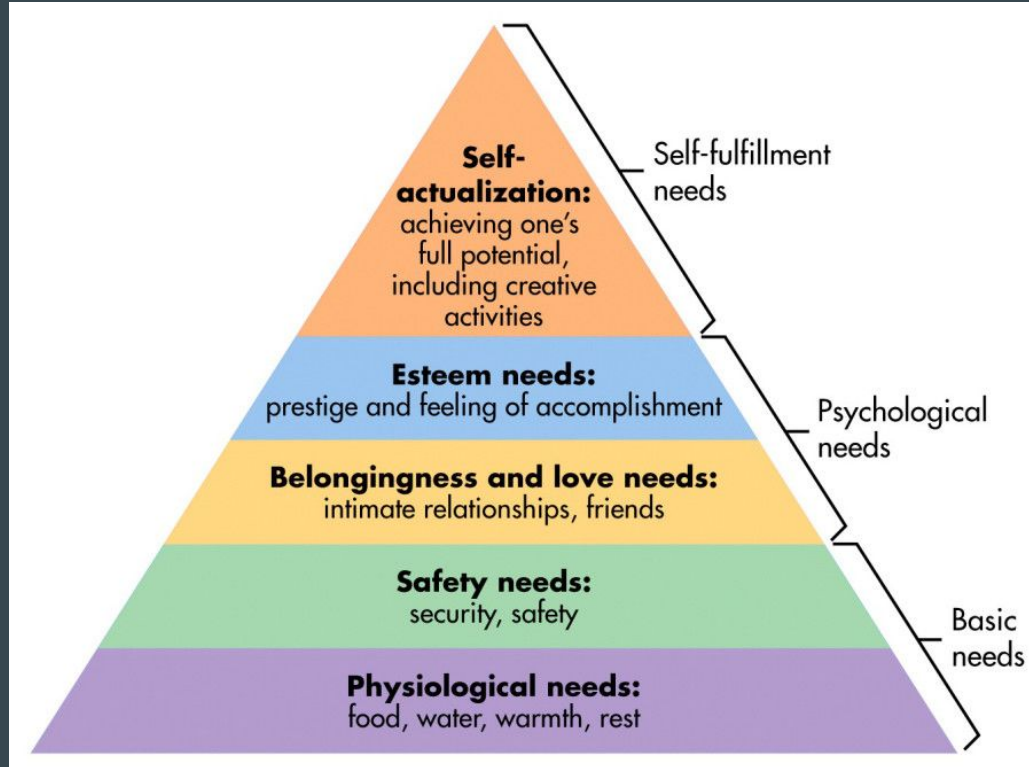 Self-
actualization:
achieving one's
full potential,
including creative
activities
Self-fulfillment
needs
Esteem needs:
prestige and feeling of accomplishment
Psychological
needs
Belongingness and love needs:
intimate relationships, friends
Safety needs:
security, safety
Basic
needs
Physiological needs:
food, water, warmth, rest